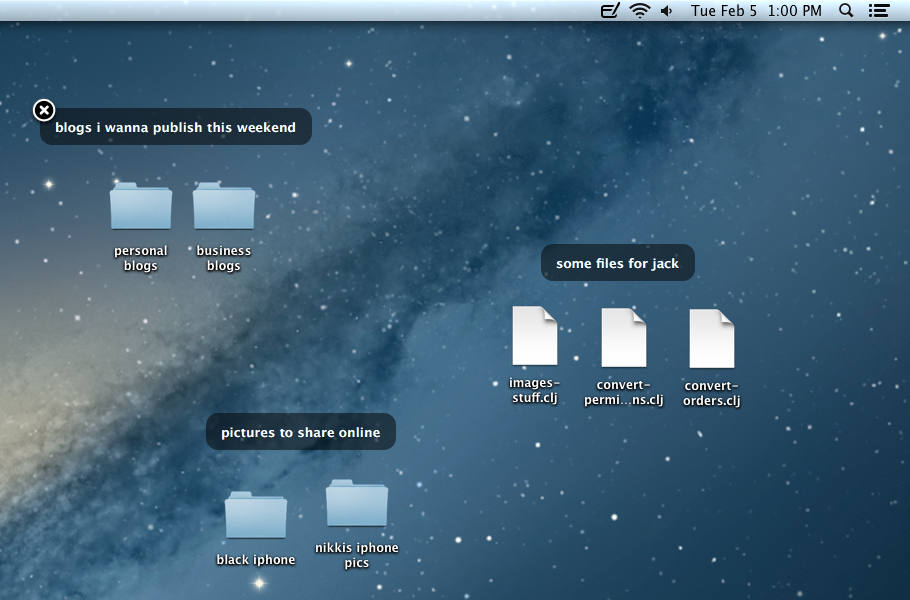 Tue Feb 5 1:00 PM
blogs i wanna publish this weekend
personal
blogs
business
blogs
some files for jack
images-
stuff.clj
convert-
permi...ns.clj
convert-
orders.clj
pictures to share online
black iphone
nikkis iphone
pics